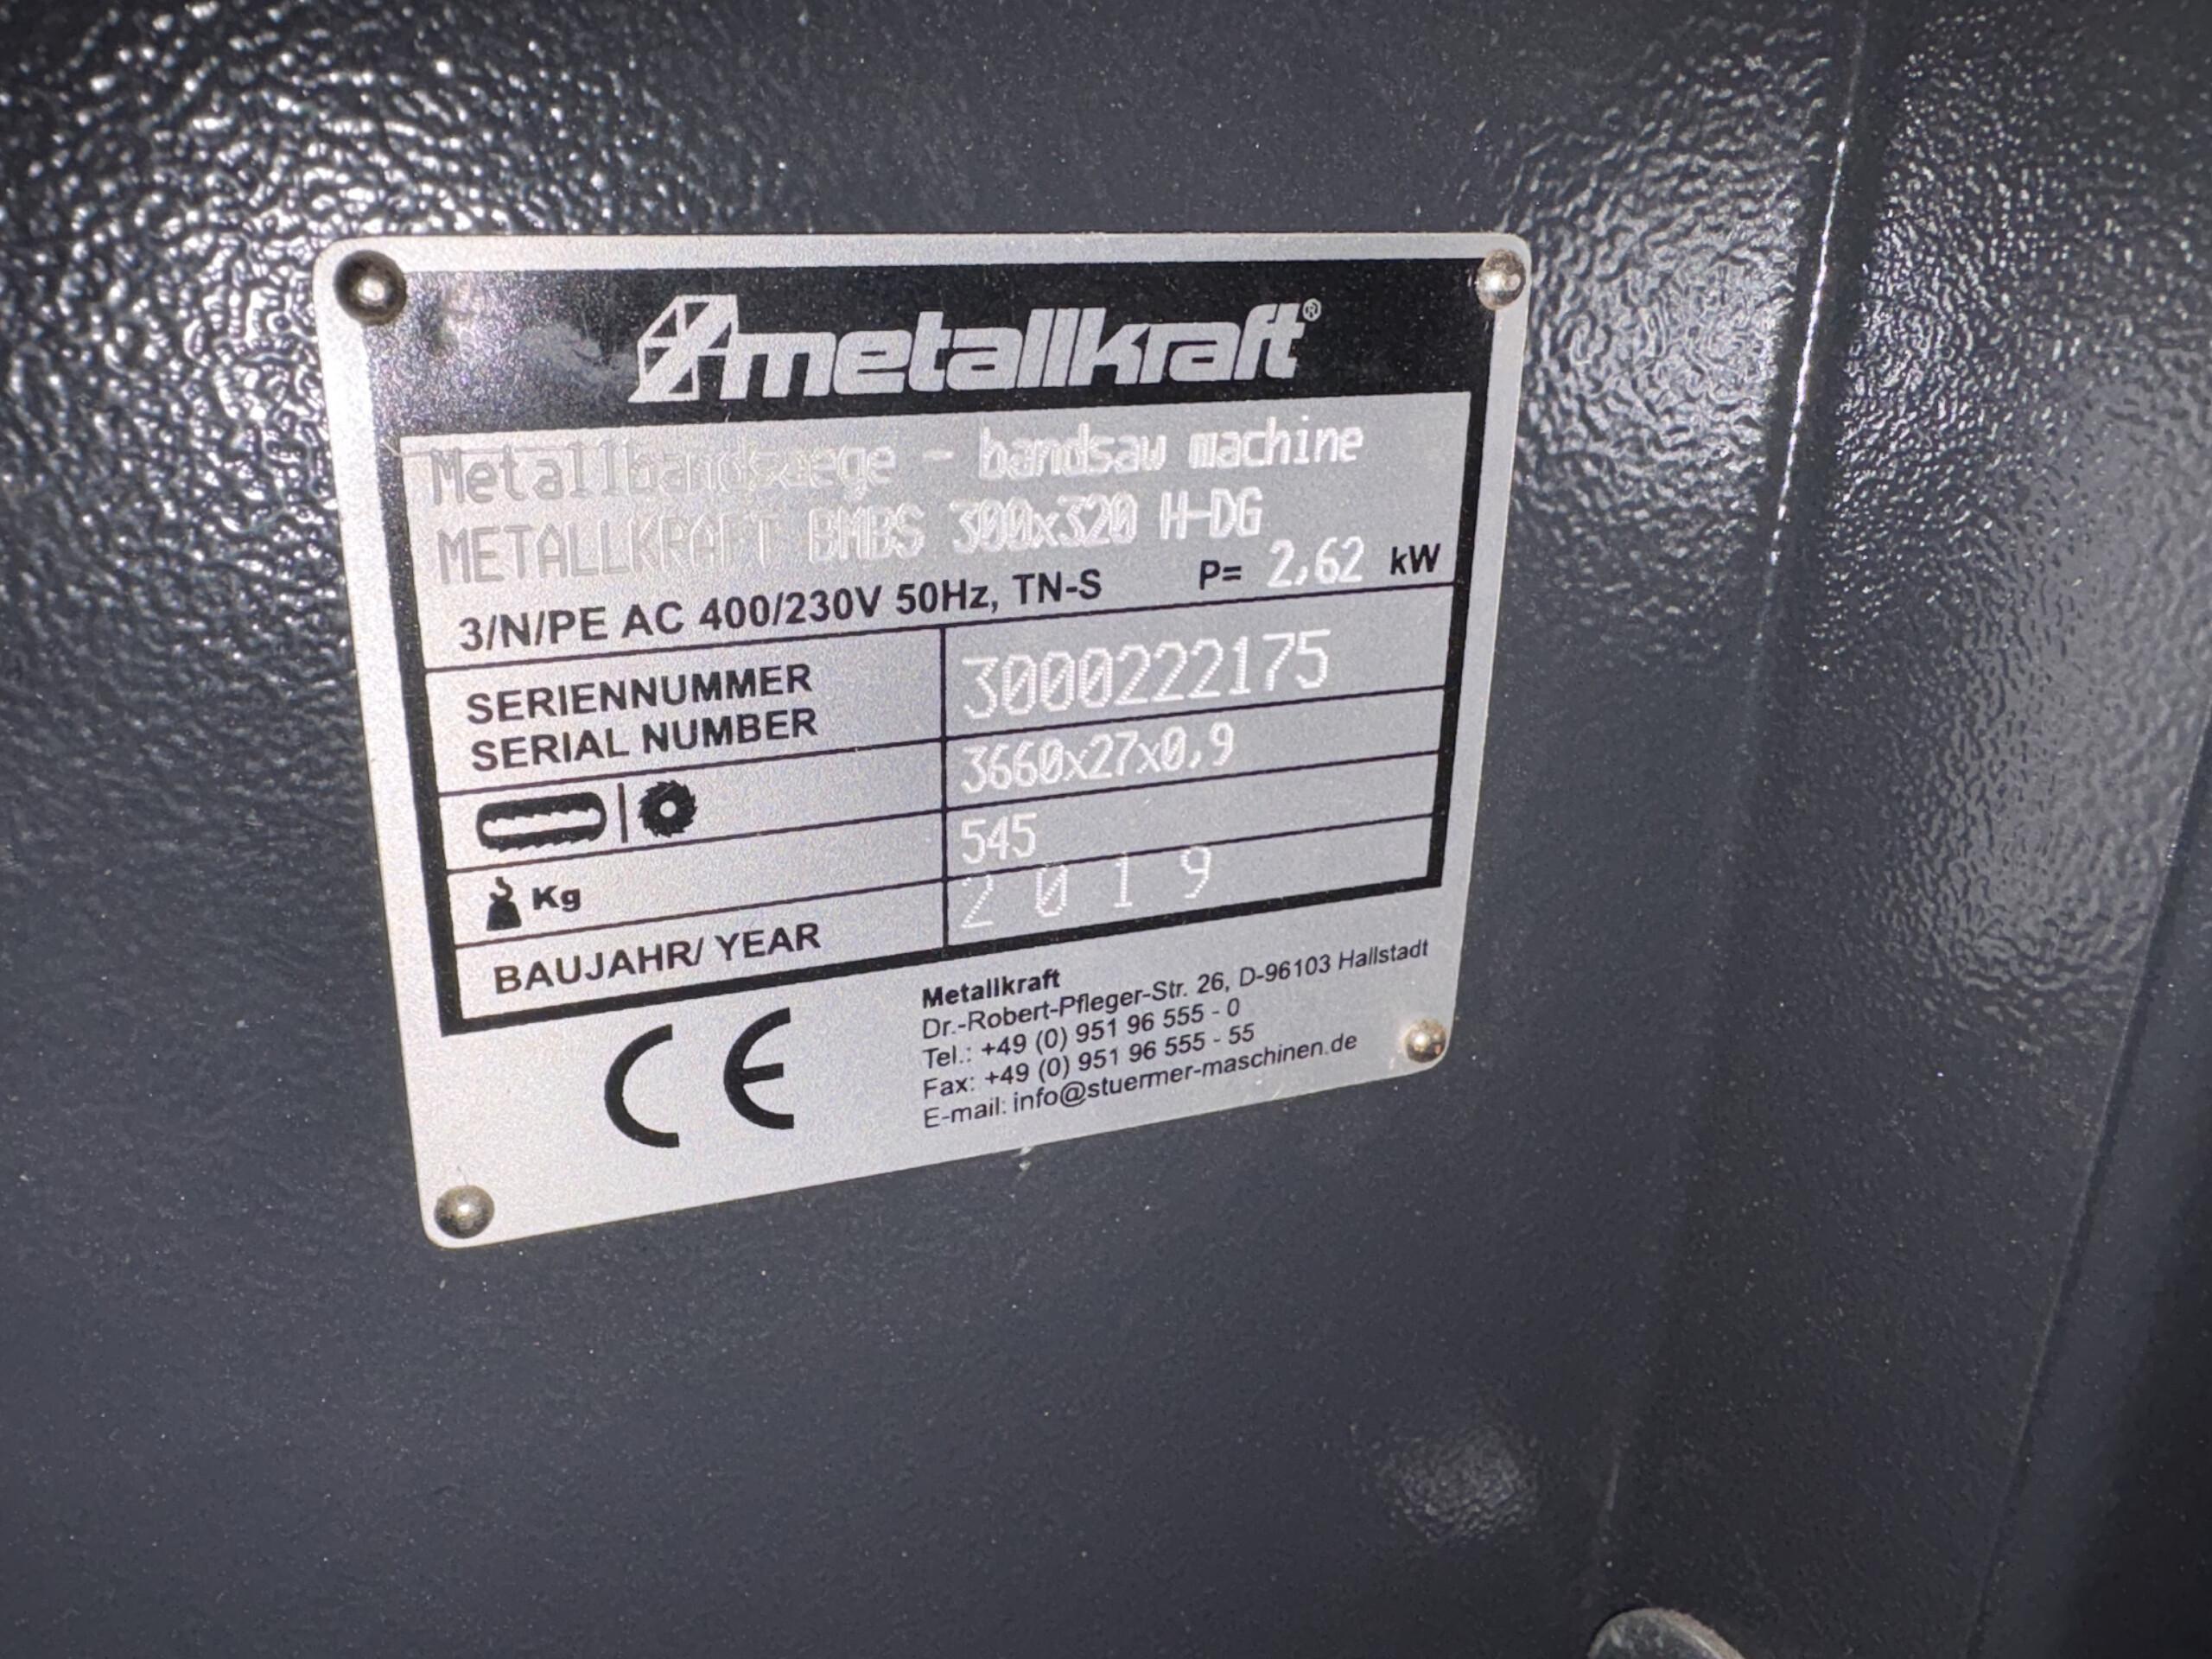 metallkraft®
Metallbandsaege - bandsaw machine
METALLKRAFT BMBS 300x320 H-DG
3/N/PE AC 400/230V 50Hz, TN-S P= 2,62 kW
SERIENNUMMER
SERIAL NUMBER
3000222175
3660x27x0,9
Kg 545
BAUJAHR/ YEAR 2019
CE
Metallkraft
Dr.-Robert-Pfleger-Str. 26, D-96103 Hallstadt
Tel.: +49 (0) 951 96 555 - 0
Fax: +49 (0) 951 96 555 - 55
E-mail: info@stuermer-maschinen.de